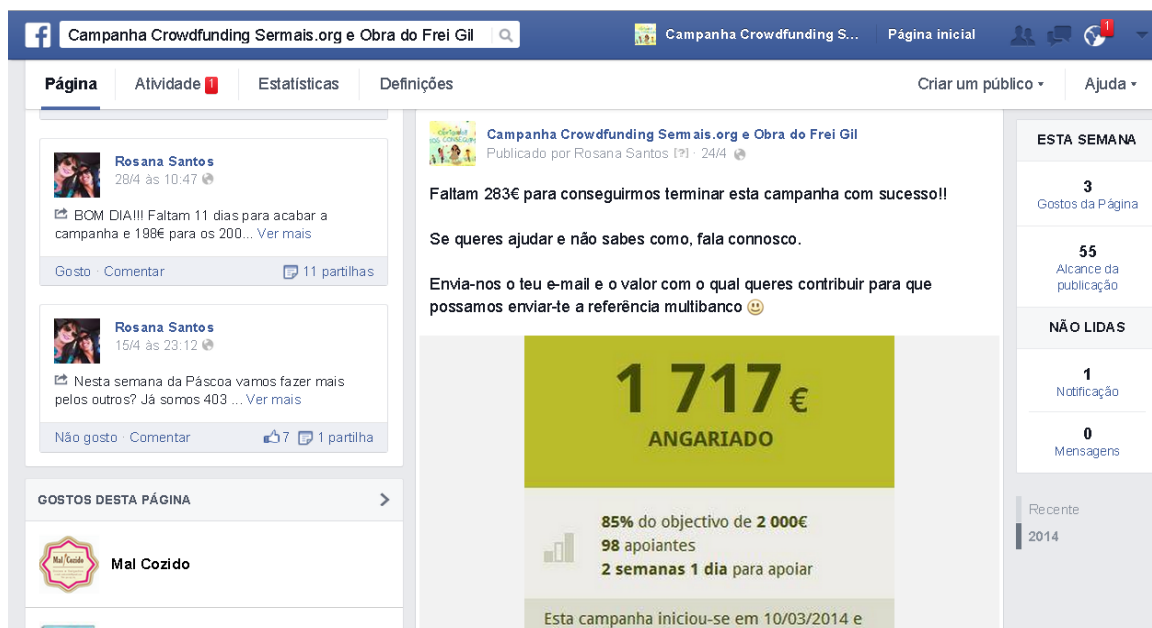 Campanha Crowdfunding Sermais.org e Obra do Frei Gil
Campanha Crowdfunding S... Página inicial 1
Página Atividade 1 Estatísticas Definições Criar um público Ajuda
Rosana Santos
28/4 às 10:47
BOM DIA!!! Faltam 11 dias para acabar a
campanha e 198€ para os 200... Ver mais
Gosto · Comentar 11 partilhas
Rosana Santos
15/4 às 23:12
Nesta semana da Páscoa vamos fazer mais
pelos outros? Já somos 403 ... Ver mais
Não gosto · Comentar 7 1 partilha
GOSTOS DESTA PÁGINA
Mal Cozido
Mal Cozido
Campanha Crowdfunding Sermais.org e Obra do Frei Gil
Publicado por Rosana Santos [?] · 24/4
Faltam 283€ para conseguirmos terminar esta campanha com sucesso!!
Se queres ajudar e não sabes como, fala connosco.
Envia-nos o teu e-mail e o valor com o qual queres contribuir para que
possamos enviar-te a referência multibanco
1 717 €
ANGARIADO
85% do objectivo de 2 000€
98 apoiantes
2 semanas 1 dia para apoiar
Esta campanha iniciou-se em 10/03/2014 e
ESTA SEMANA
3
Gostos da Página
55
Alcance da
publicação
NÃO LIDAS
1
Notificação
0
Mensagens
Recente
2014